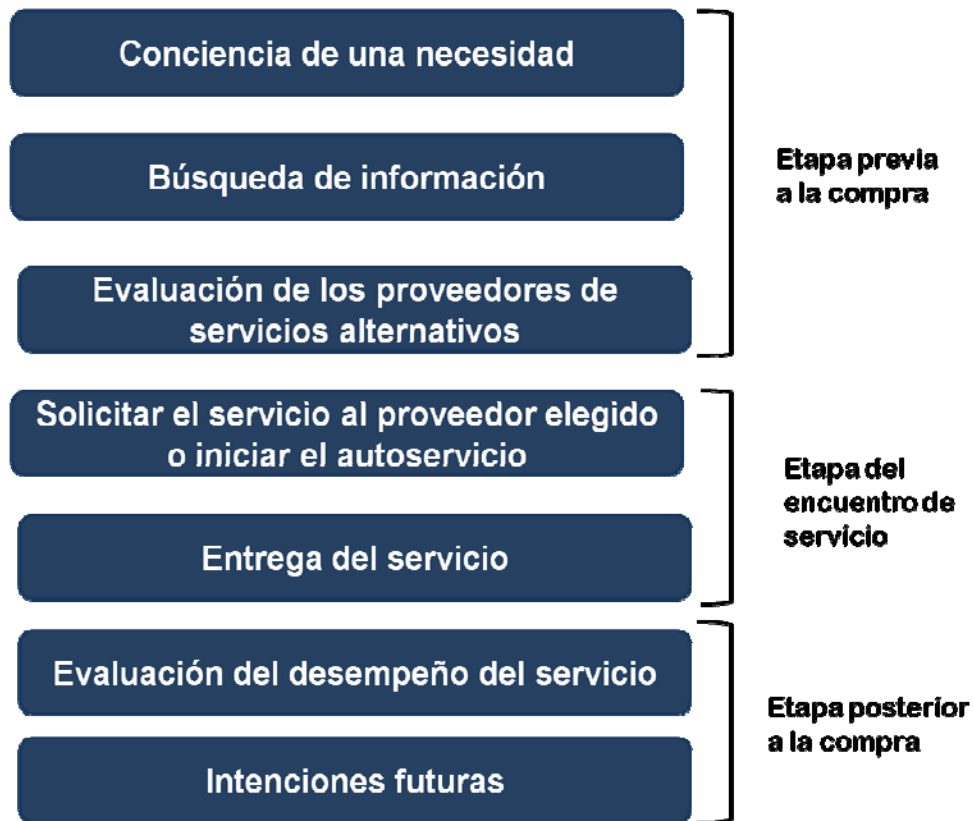 Conciencia de una necesidad
Búsqueda de información
Evaluación de los proveedores de
servicios alternativos
Etapa previa
a la compra
Solicitar el servicio al proveedor elegido
o iniciar el autoservicio
Entrega del servicio
Etapa del
encuentro de
servicio
Evaluación del desempeño del servicio
Intenciones futuras
Etapa posterior
a la compra